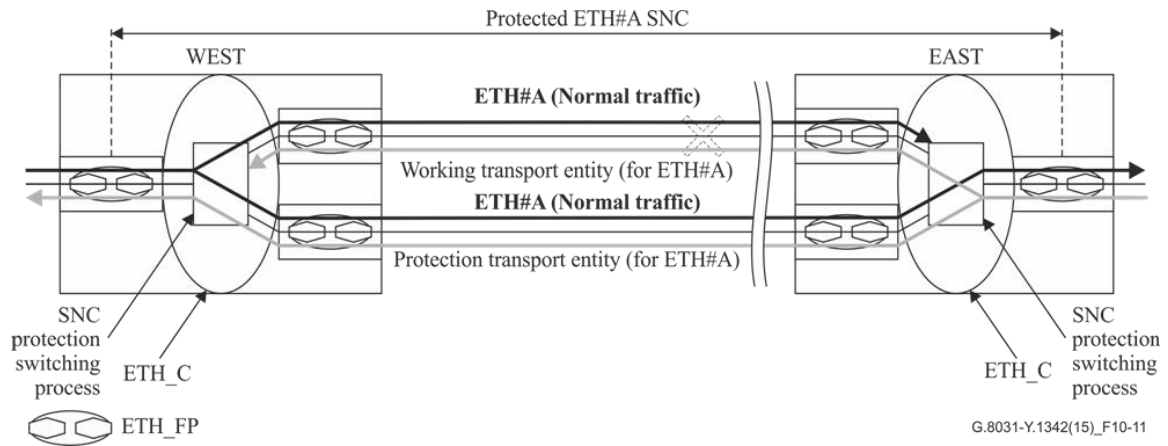 Protected ETH#A SNC
WEST
EAST
ETH#A (Normal traffic)
Working transport entity (for ETH#A)
ETH#A (Normal traffic)
Protection transport entity (for ETH#A)
SNC
protection
switching
process
ETH_C
ETH_C
SNC
protection
switching
process
ETH_FP
G.8031-Y.1342(15)_F10-11